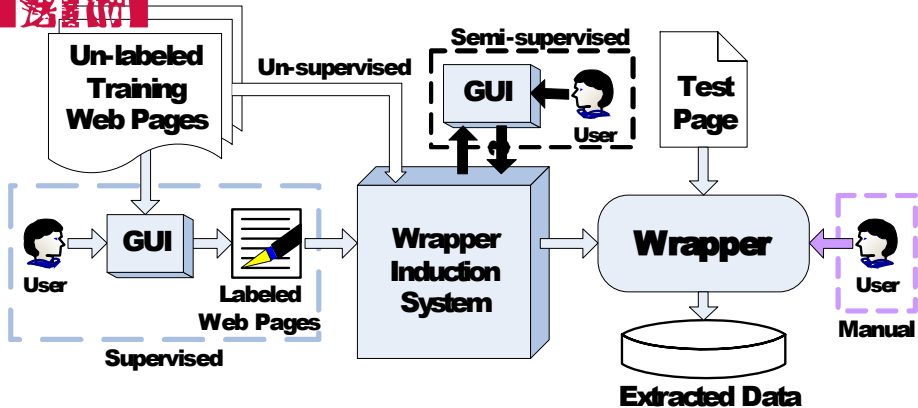 Un-labeled
Training
Web Pages
Un-supervised
Semi-supervised
GUI
User
Test
Page
User
GUI
Labeled
Web Pages
Supervised
Wrapper
Induction
System
Wrapper
User
Manual
Extracted Data